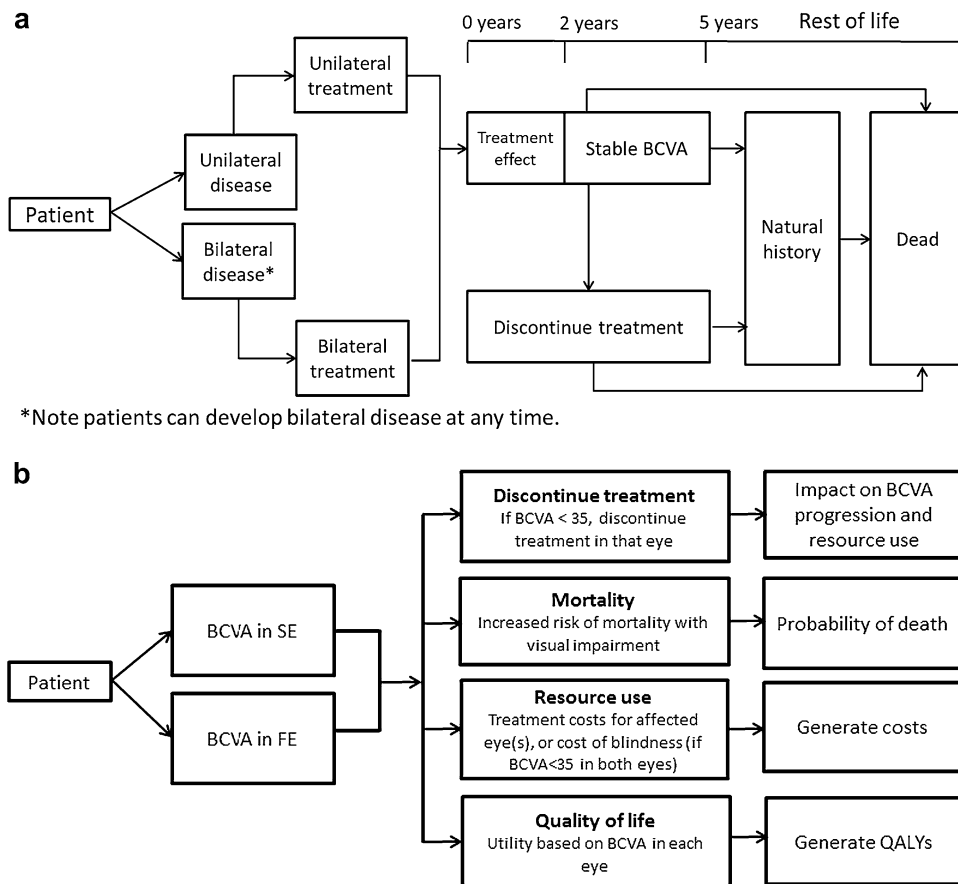 a
0 years
2 years
5 years
Rest of life
Unilateral
treatment
Unilateral
disease
Patient
Bilateral
disease*
Bilateral
treatment
Treatment
effect
Stable BCVA
Discontinue treatment
Natural
history
Dead
*Note patients can develop bilateral disease at any time.
b
Patient
BCVA in SE
BCVA in FE
Discontinue treatment
If BCVA < 35, discontinue
treatment in that eye
Impact on BCVA
progression and
resource use
Mortality
Increased risk of mortality with
visual impairment
Probability of death
Resource use
Treatment costs for affected
eye(s), or cost of blindness (if
BCVA<35 in both eyes)
Generate costs
Quality of life
Utility based on BCVA in each
eye
Generate QALYs